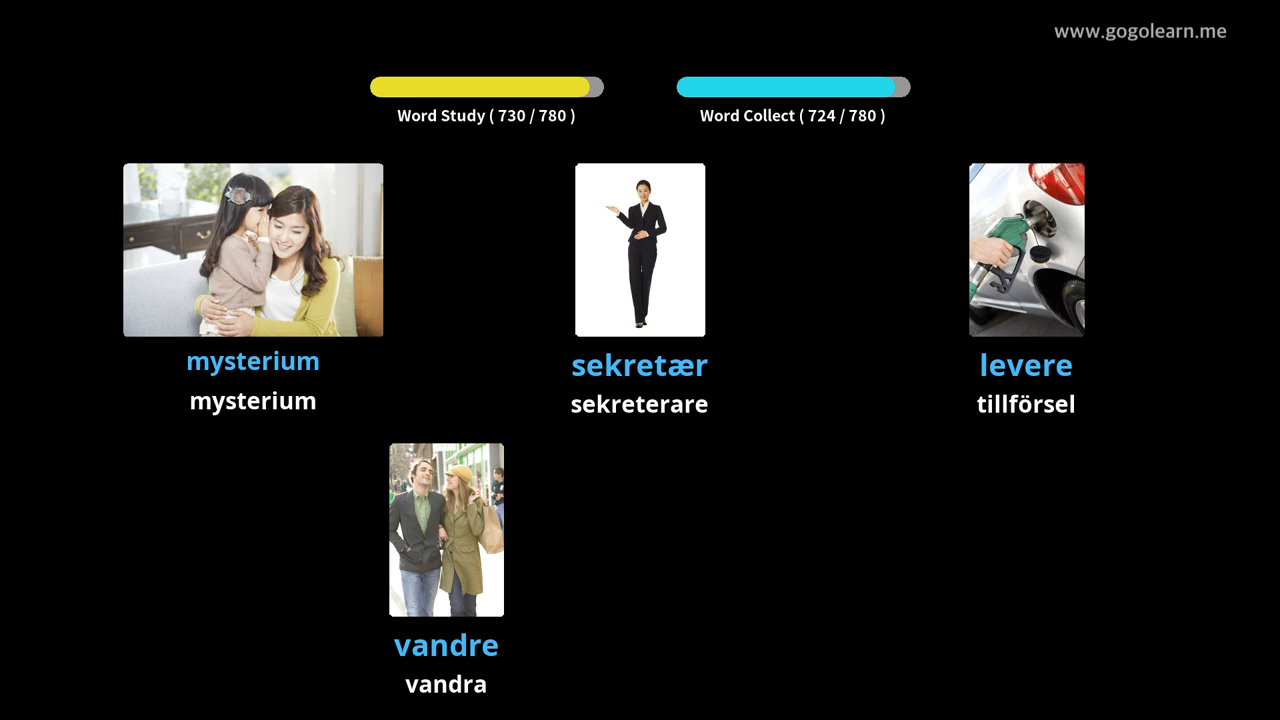 www.gogolearn.me
Word Study ( 730 / 780 )
Word Collect ( 724 / 780 )
mysterium
mysterium
sekretær
sekreterare
levere
tillförsel
vandre
vandra